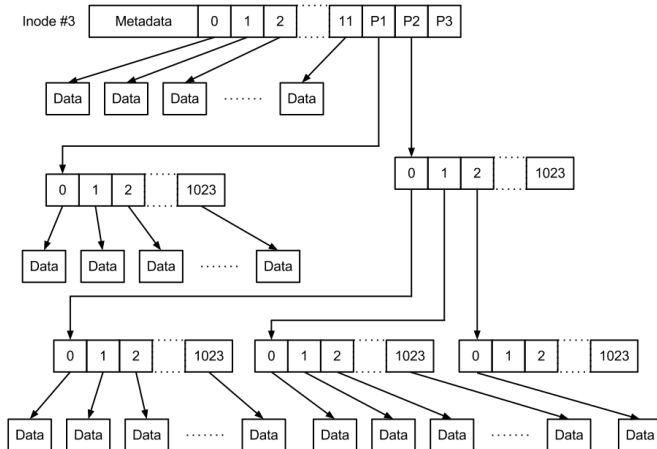 Inode #3 Metadata 0 1 2 11 P1 P2 P3
Data Data Data ........ Data
0 1 2 1023
0 1 2 1023
Data Data Data ........ Data
0 1 2 1023 0 1 2 1023 0 1 2 1023
Data Data Data ........ Data Data Data Data ........ Data Data